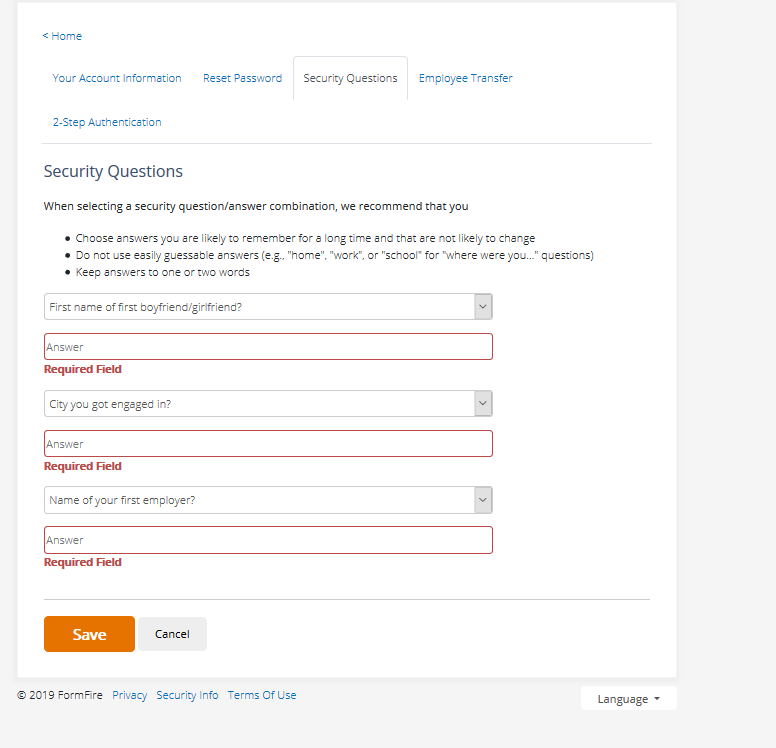 < Home
Your Account Information Reset Password Security Questions Employee Transfer
2-Step Authentication
Security Questions
When selecting a security question/answer combination, we recommend that you
• Choose answers you are likely to remember for a long time and that are not likely to change
• Do not use easily guessable answers (e.g., "home", "work", or "school" for "where were you..." questions)
• Keep answers to one or two words
First name of first boyfriend/girlfriend?
Answer
Required Field
City you got engaged in?
Answer
Required Field
Name of your first employer?
Answer
Required Field
Save Cancel
© 2019 FormFire Privacy Security Info Terms Of Use Language